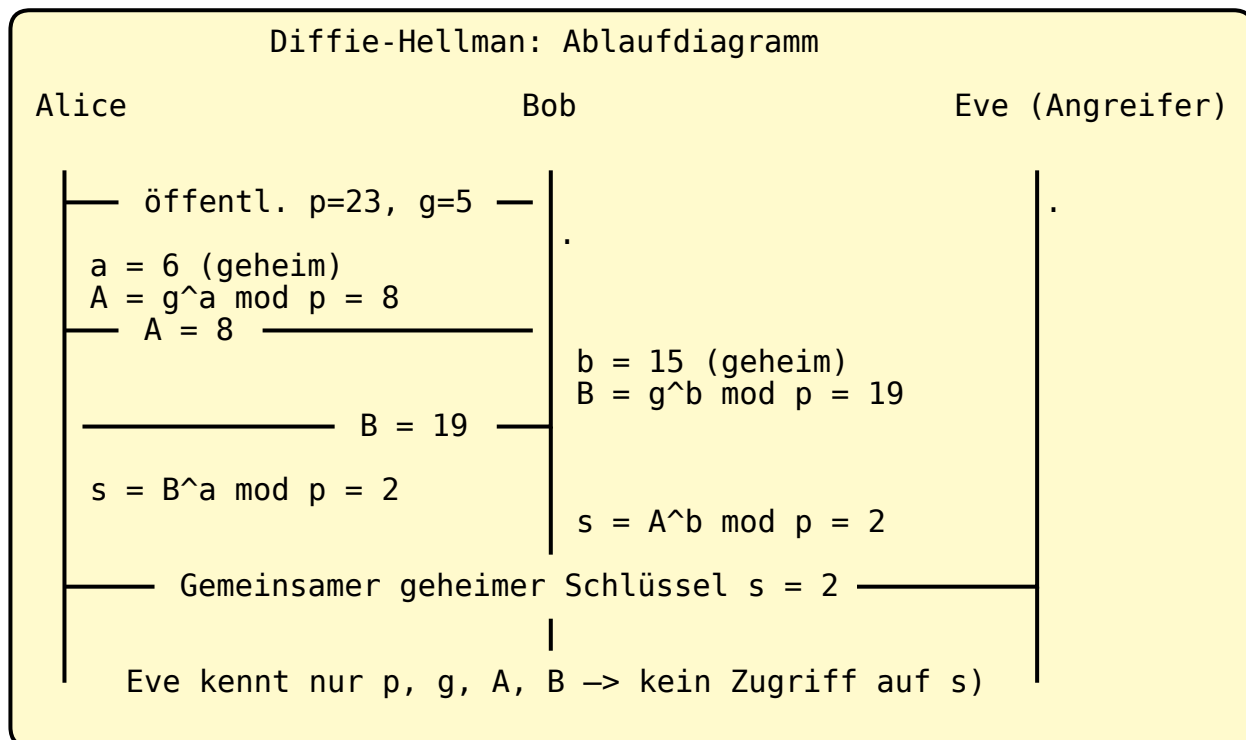 Diffie-Hellman: Ablaufdiagramm
Alice Bob Eve (Angreifer)
öffentl. p=23, g=5 .
.
a = 6 (geheim)
A = g^a mod p = 8
A = 8
b = 15 (geheim)
B = g^b mod p = 19
B = 19
s = B^a mod p = 2
s = A^b mod p = 2
Gemeinsamer geheimer Schlüssel s = 2
Eve kennt nur p, g, A, B —> kein Zugriff auf s)